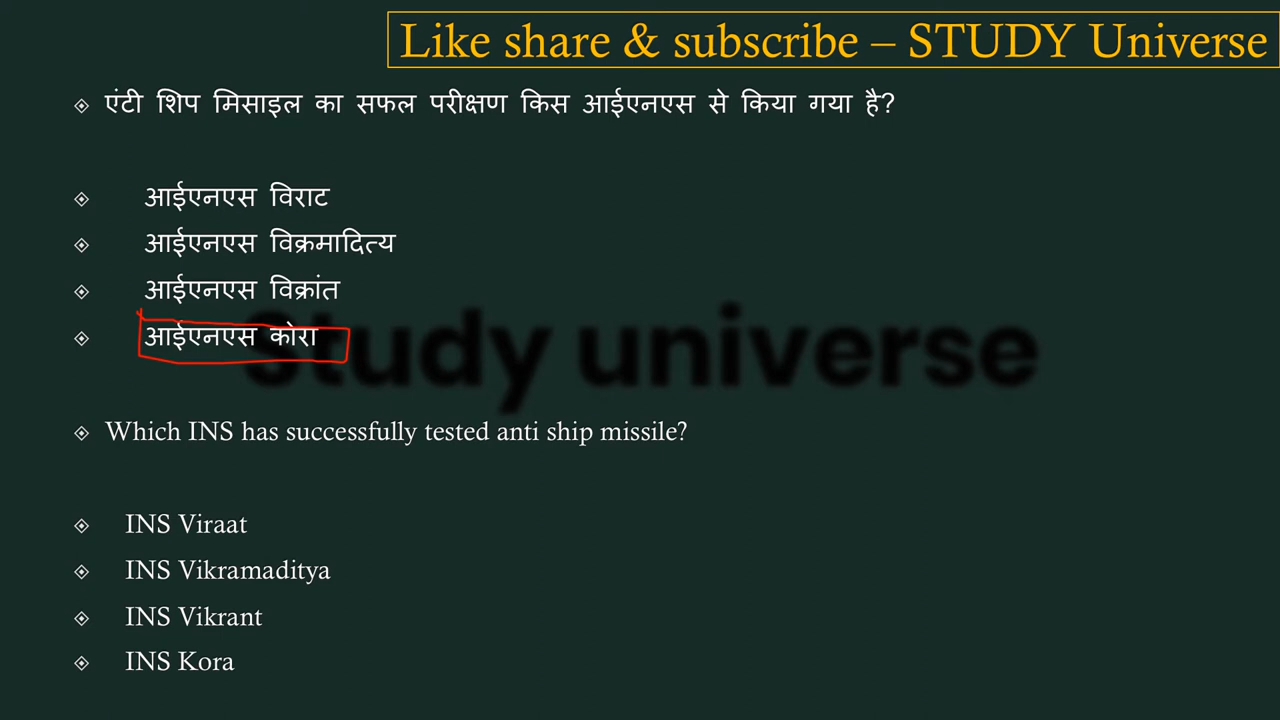 Like share & subscribe – STUDY Universe
एंटी शिप मिसाइल का सफल परीक्षण किस आईएनएस से किया गया है?
आईएनएस विराट
आईएनएस विक्रमादित्य
आईएनएस विक्रांत
आईएनएस कोरा
Study universe
Which INS has successfully tested anti ship missile?
INS Viraat
INS Vikramaditya
INS Vikrant
INS Kora